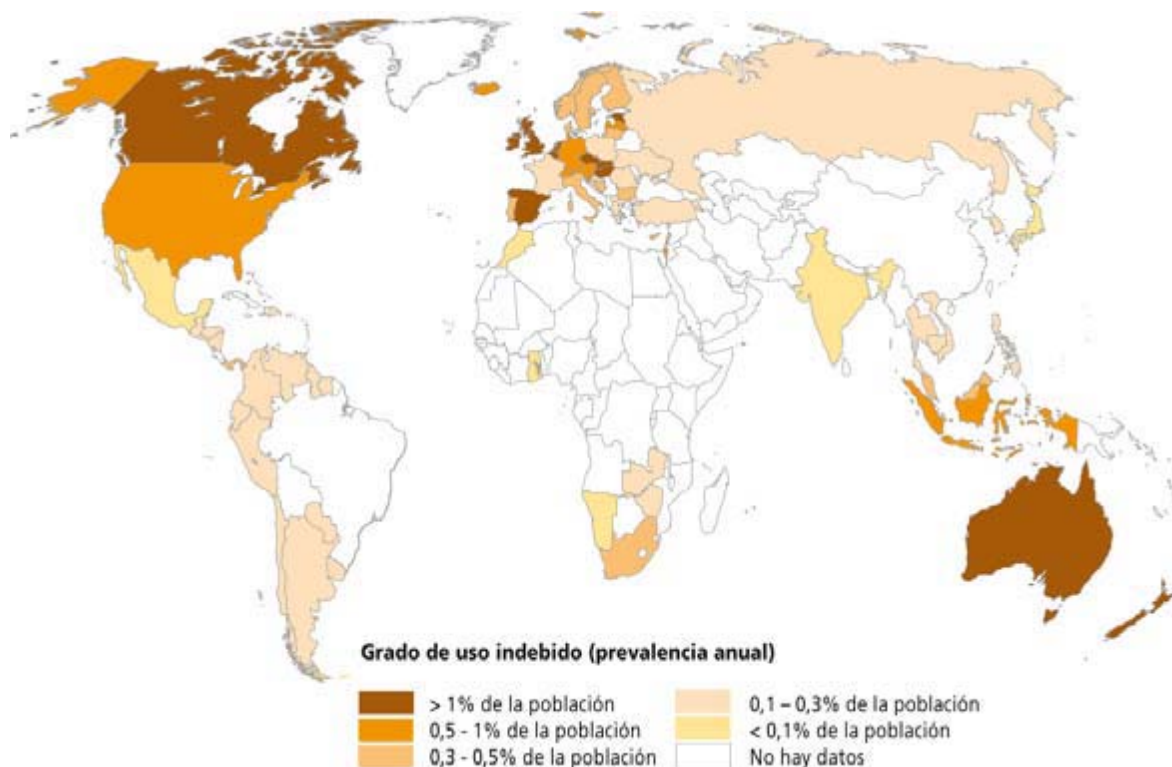 Grado de uso indebido (prevalencia anual)
> 1% de la población
0,5 - 1% de la población
0,3 - 0,5% de la población
0,1 – 0,3% de la población
< 0,1% de la población
No hay datos